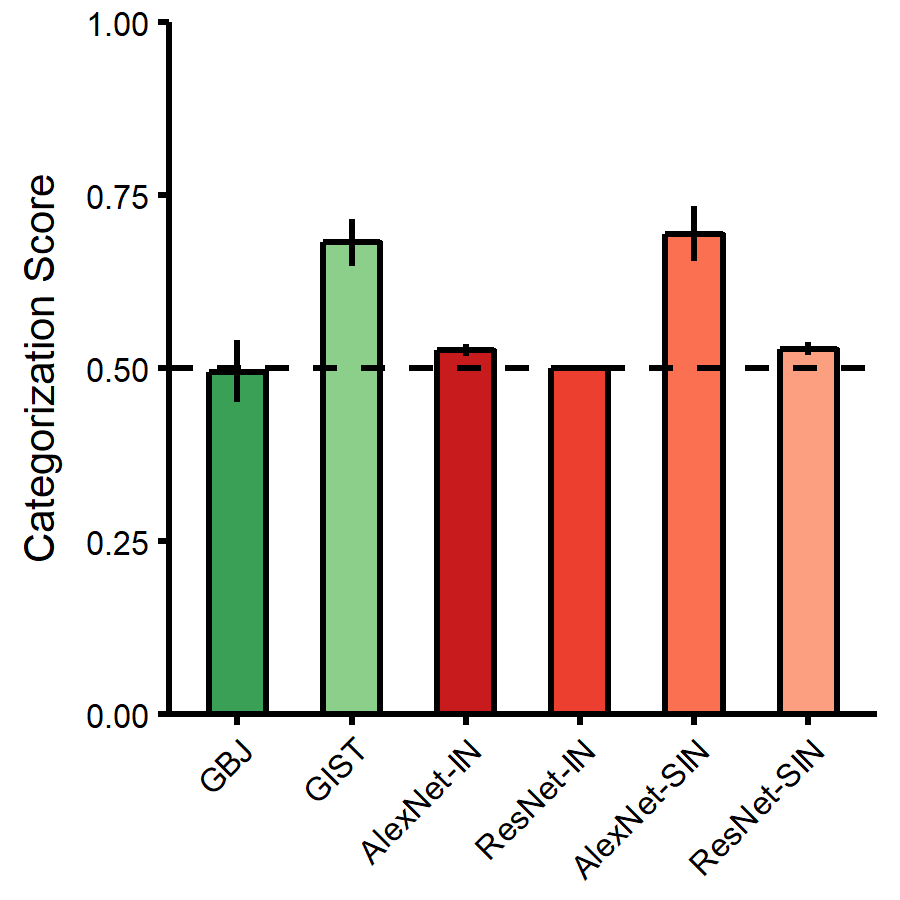 Categorization Score
1.00
0.75
0.50
0.25
0.00
GBJ
GIST
AlexNet-IN
ResNet-IN
AlexNet-SIN
ResNet-SIN